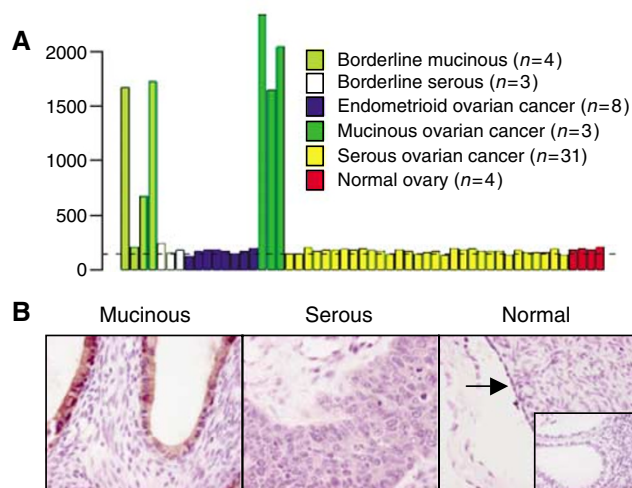 A
2000
1500
1000
500
0
Borderline mucinous (n=4)
Borderline serous (n=3)
Endometrioid ovarian cancer (n=8)
Mucinous ovarian cancer (n=3)
Serous ovarian cancer (n=31)
Normal ovary (n=4)
B
Mucinous
Serous
Normal